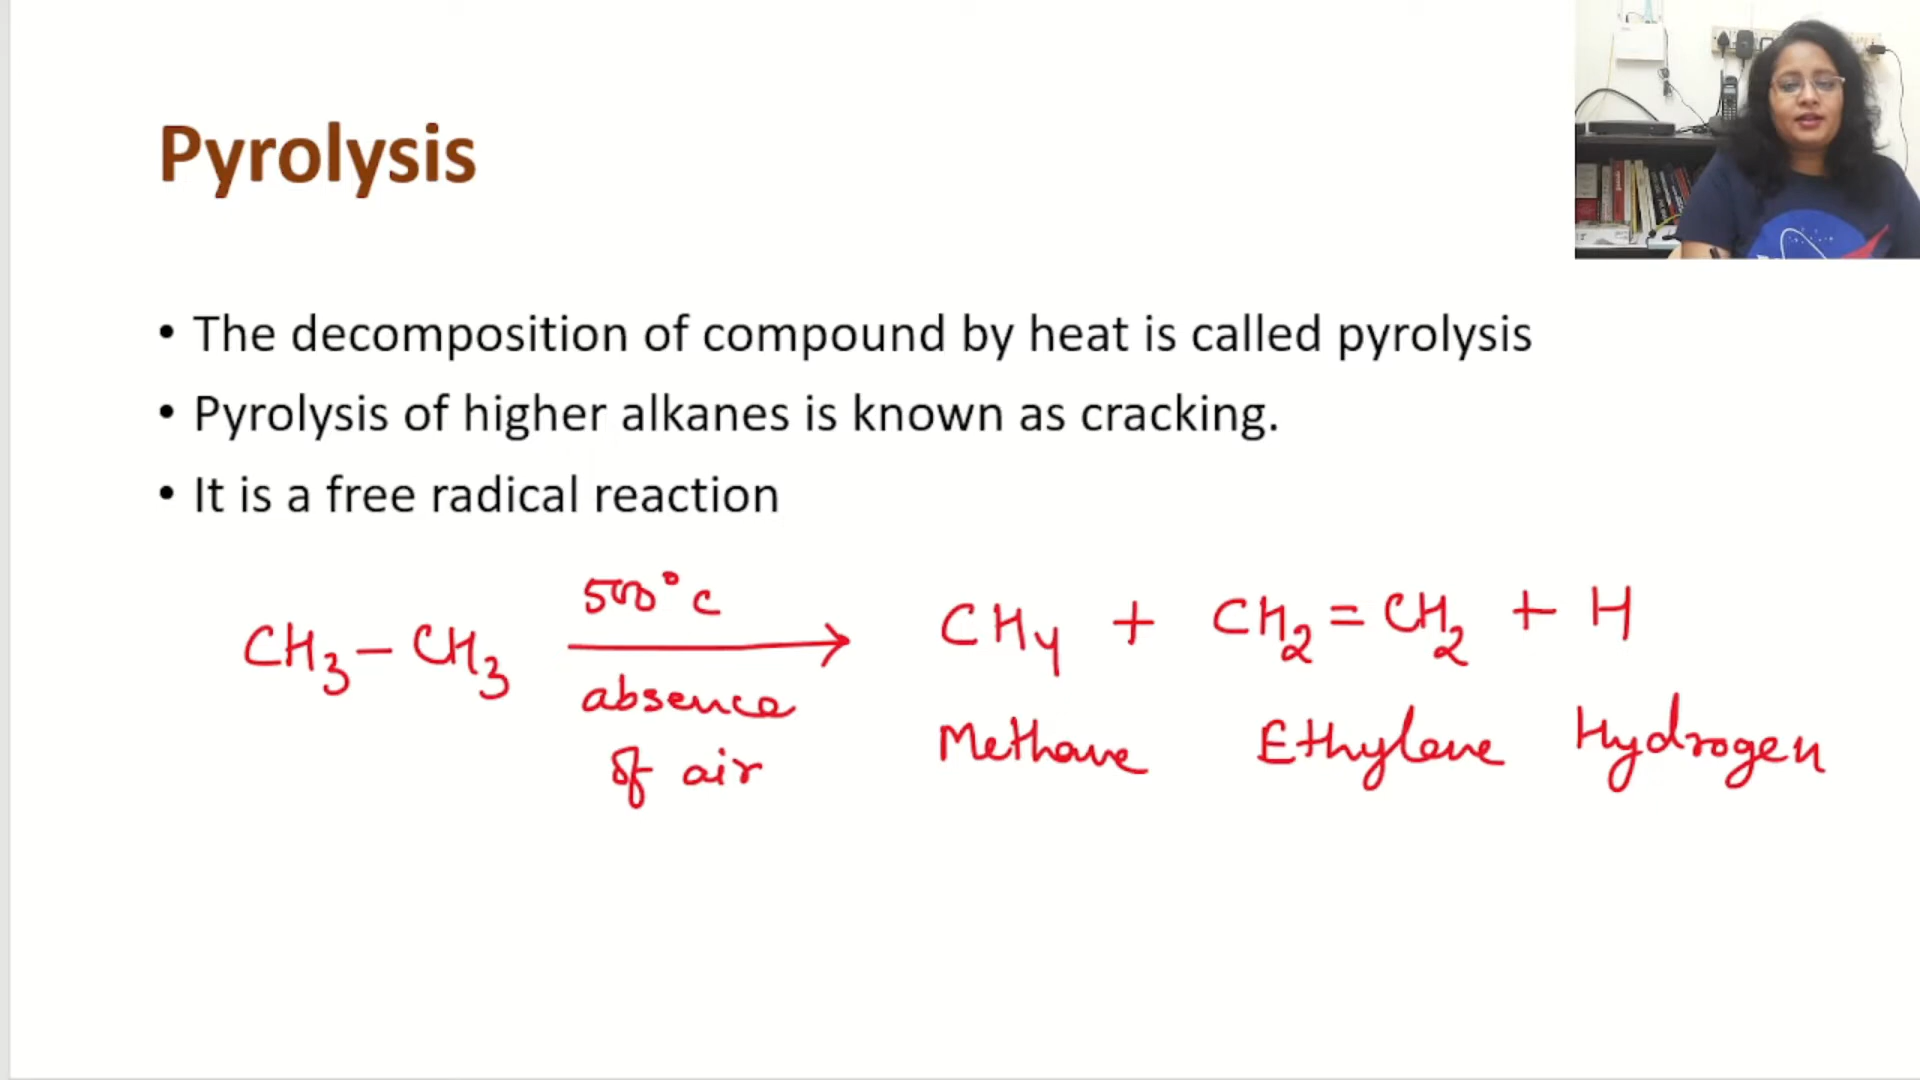 Pyrolysis
• The decomposition of compound by heat is called pyrolysis
• Pyrolysis of higher alkanes is known as cracking.
• It is a free radical reaction
500°c
CH3-CH3 ⟶ CH4 + CH2=CH2 + H
absence
of air
Methane Ethylene Hydrogen